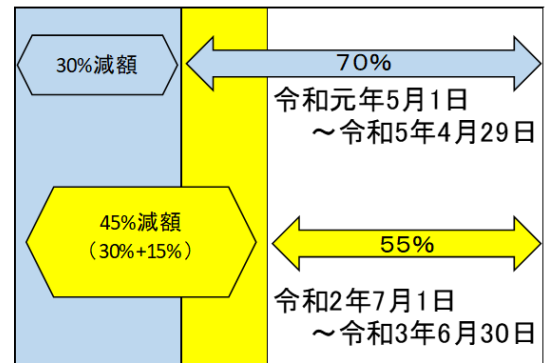 30%減額
70%
令和元年5月1日
～令和5年4月29日
45%減額
（30%+15%）
55%
令和2年7月1日
～令和3年6月30日